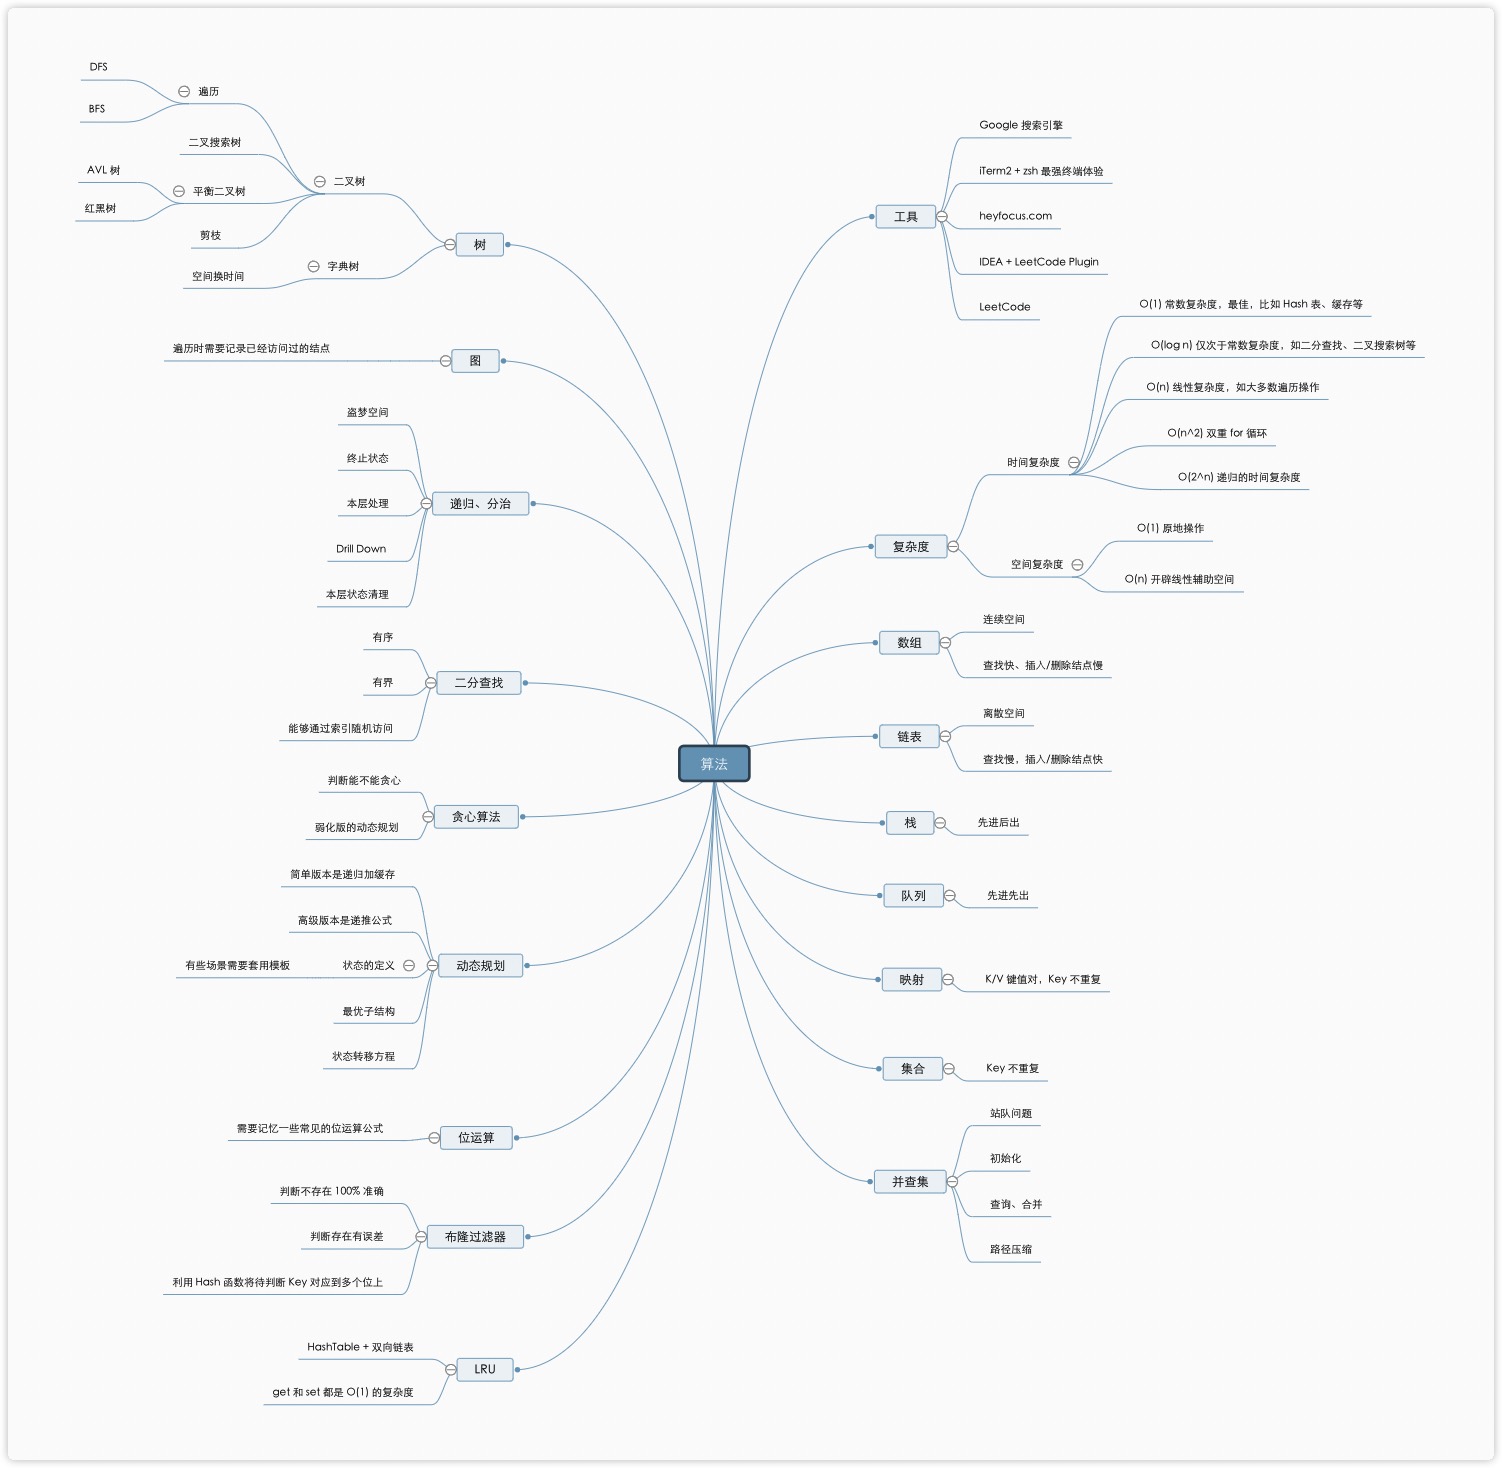 算法
工具
Google 搜索引擎
iTerm2 + zsh 最强终端体验
heyfocus.com
IDEA + LeetCode Plugin
LeetCode
复杂度
时间复杂度
O(1) 常数复杂度，最佳，比如 Hash 表、缓存等
O(log n) 仅次于常数复杂度，如二分查找、二叉搜索树等
O(n) 线性复杂度，如大多数遍历操作
O(n^2) 双重 for 循环
O(2^n) 递归的时间复杂度
空间复杂度
O(1) 原地操作
O(n) 开辟线性辅助空间
数组
连续空间
查找快、插入/删除结点慢
链表
离散空间
查找慢，插入/删除结点快
栈
先进后出
队列
先进先出
映射
K/V 键值对，Key 不重复
集合
Key 不重复
并查集
站队问题
初始化
查询、合并
路径压缩
树
二叉树
遍历
DFS
BFS
二叉搜索树
平衡二叉树
AVL 树
红黑树
剪枝
字典树
空间换时间
图
遍历时需要记录已经访问过的结点
递归、分治
盗梦空间
终止状态
本层处理
Drill Down
本层状态清理
二分查找
有序
有界
能够通过索引随机访问
贪心算法
判断能不能贪心
弱化版的动态规划
动态规划
简单版本是递归加缓存
高级版本是递推公式
状态的定义
有些场景需要套用模板
最优子结构
状态转移方程
位运算
需要记忆一些常见的位运算公式
布隆过滤器
判断不存在 100% 准确
判断存在有误差
利用 Hash 函数将待判断 Key 对应到多个位上
LRU
HashTable + 双向链表
get 和 set 都是 O(1) 的复杂度